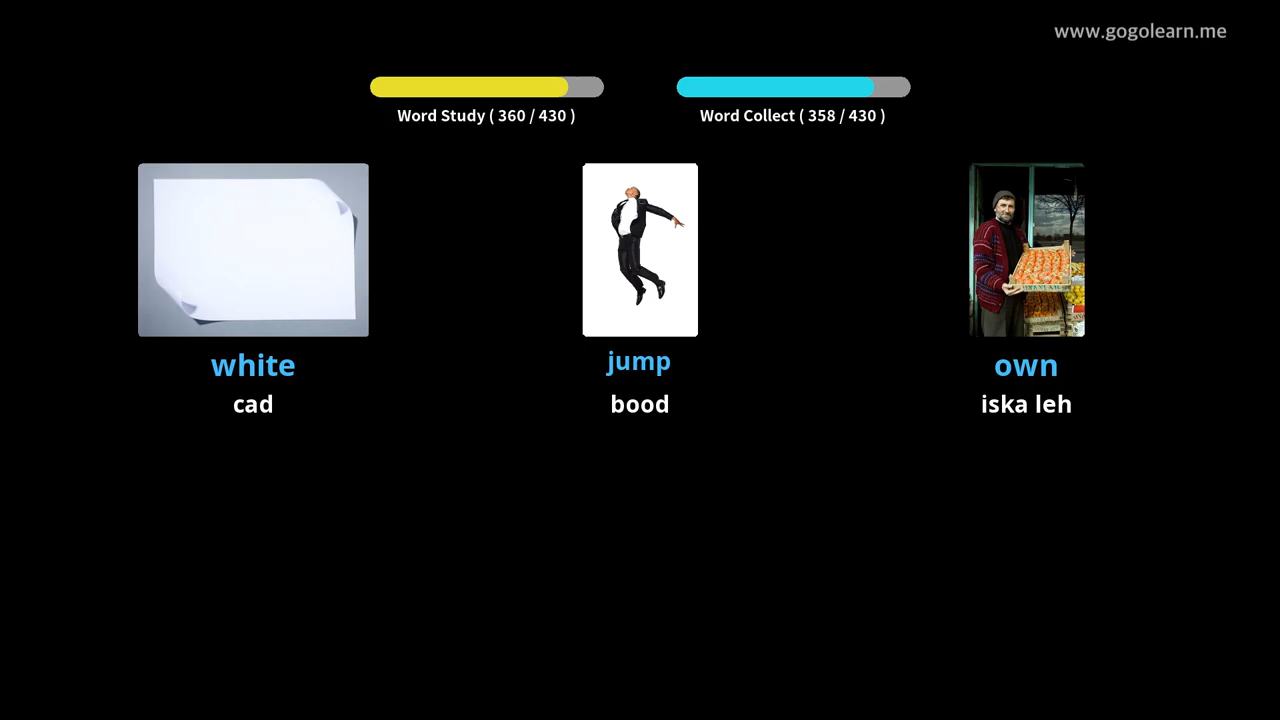 www.gogolearn.me
Word Study ( 360 / 430 )
Word Collect ( 358 / 430 )
white
jump
own
cad
bood
iska leh